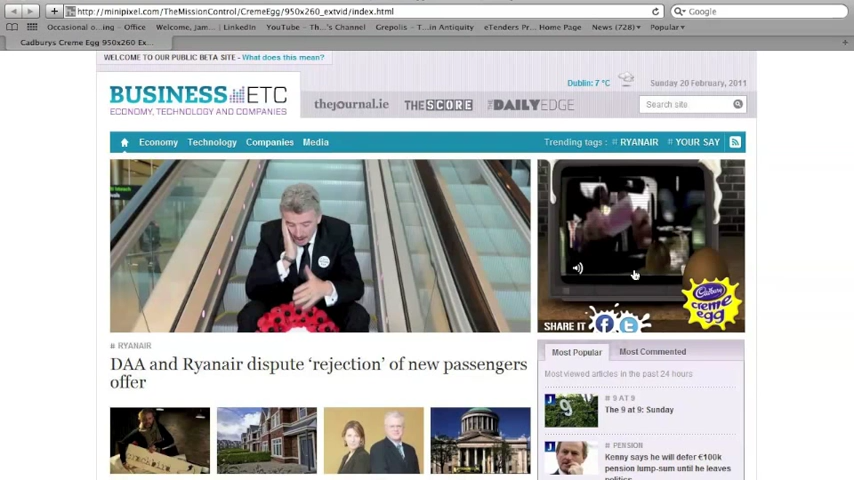 http://minipixel.com/TheMissionControl/CremeEgg/950x260_extvid/index.html
Google
Occasional o...ng - Office
Welcome, Jam...| LinkedIn
YouTube - Th...'s Channel
Grepolis - T...in Antiquity
eTenders Pr... Home Page
News (728)
Popular
Cadburys Creme Egg 950x260 Ex...
WELCOME TO OUR PUBLIC BETA SITE - What does this mean?
Dublin: 7 °C
Sunday 20 February, 2011
BUSINESS ETC
ECONOMY, TECHNOLOGY AND COMPANIES
thejournal.ie
THE SCORE
THE DAILY EDGE
Search site
Economy
Technology
Companies
Media
Trending tags :
# RYANAIR
# YOUR SAY
Cadbury
creme
egg
SHARE IT
# RYANAIR
DAA and Ryanair dispute ‘rejection’ of new passengers
offer
Most Popular
Most Commented
Most viewed articles in the past 24 hours
# 9 AT 9
The 9 at 9: Sunday
# PENSION
Kenny says he will defer €100k
pension lump-sum until he leaves
politics